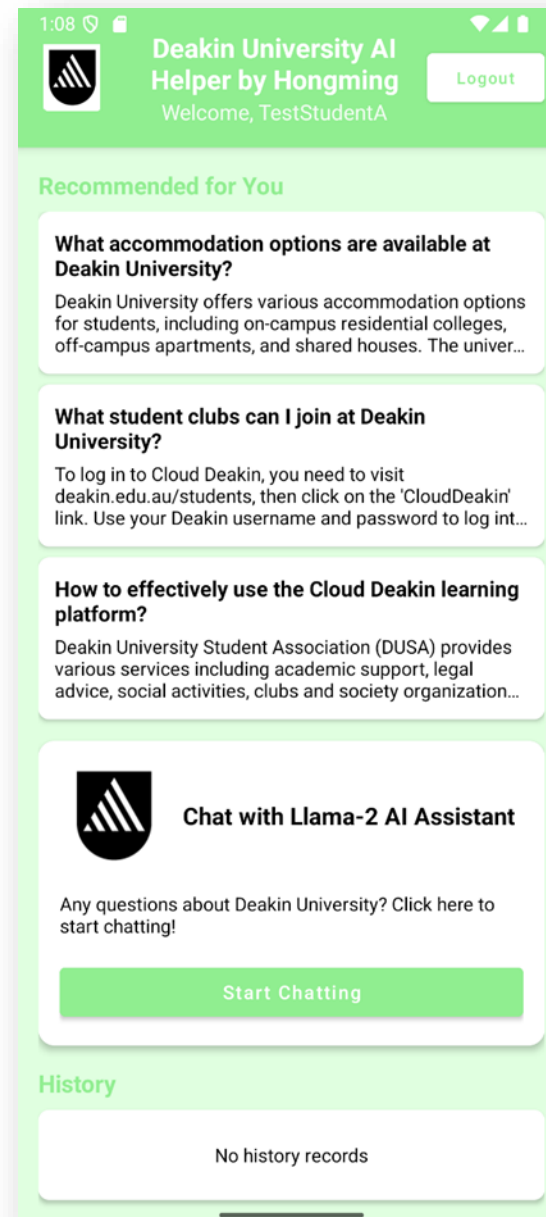 1:08
Deakin University AI
Helper by Hongming
Welcome, TestStudentA
Logout
Recommended for You
What accommodation options are available at
Deakin University?
Deakin University offers various accommodation options
for students, including on-campus residential colleges,
off-campus apartments, and shared houses. The univer...
What student clubs can I join at Deakin
University?
To log in to Cloud Deakin, you need to visit
deakin.edu.au/students, then click on the 'CloudDeakin'
link. Use your Deakin username and password to log int...
How to effectively use the Cloud Deakin learning
platform?
Deakin University Student Association (DUSA) provides
various services including academic support, legal
advice, social activities, clubs and society organization...
Chat with Llama-2 AI Assistant
Any questions about Deakin University? Click here to
start chatting!
Start Chatting
History
No history records